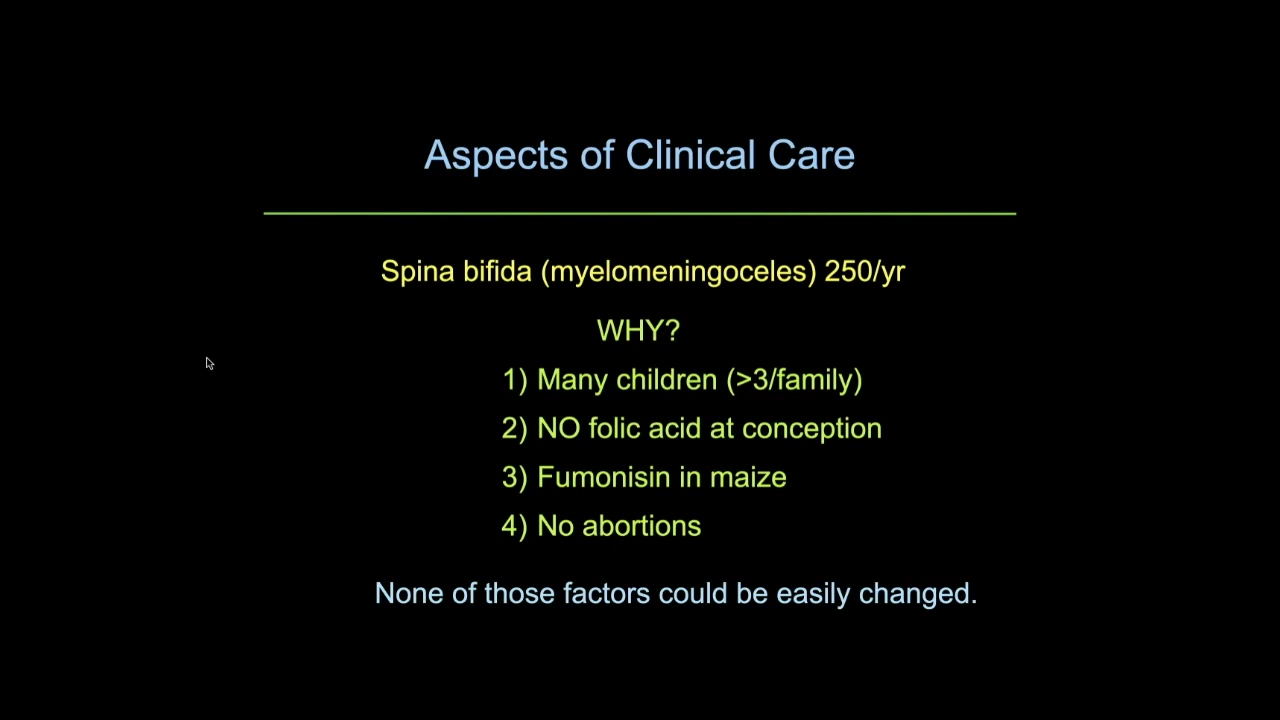 Aspects of Clinical Care
Spina bifida (myelomeningoceles) 250/yr
WHY?
1) Many children (>3/family)
2) NO folic acid at conception
3) Fumonisin in maize
4) No abortions
None of those factors could be easily changed.